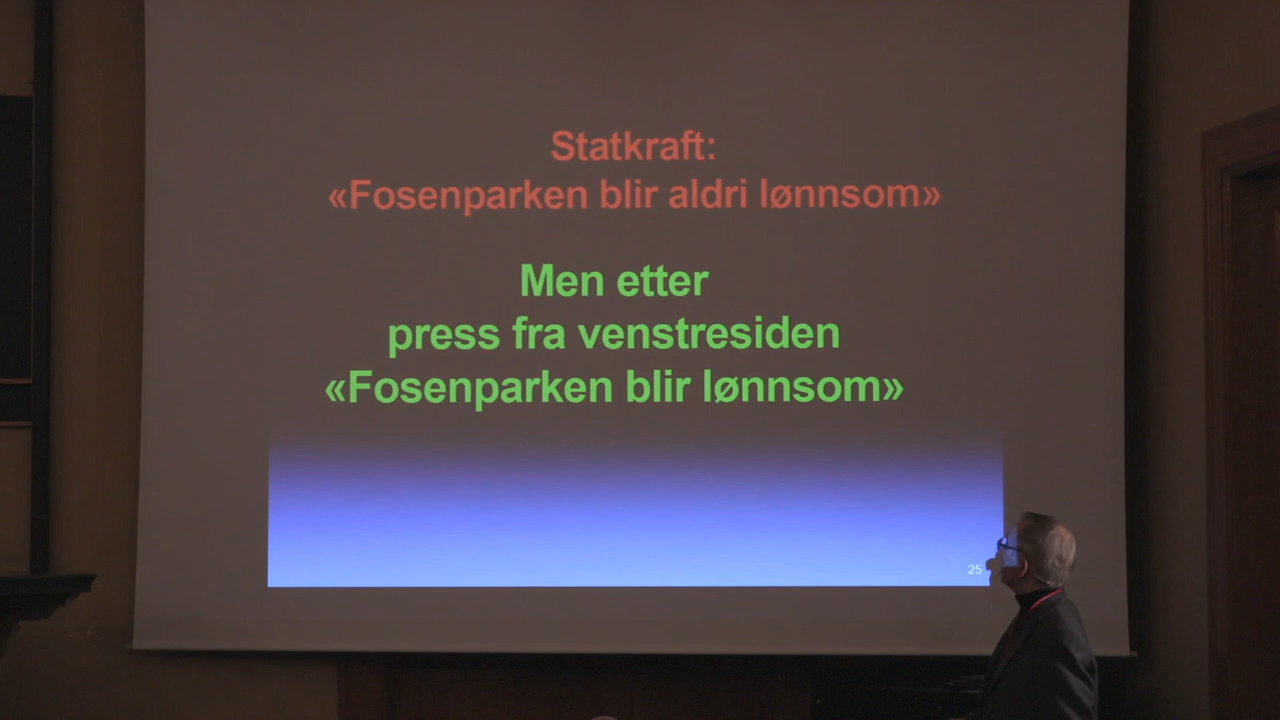 Statkraft:
«Fosenparken blir aldri lønnsom»
Men etter
press fra venstresiden
«Fosenparken blir lønnsom»
25